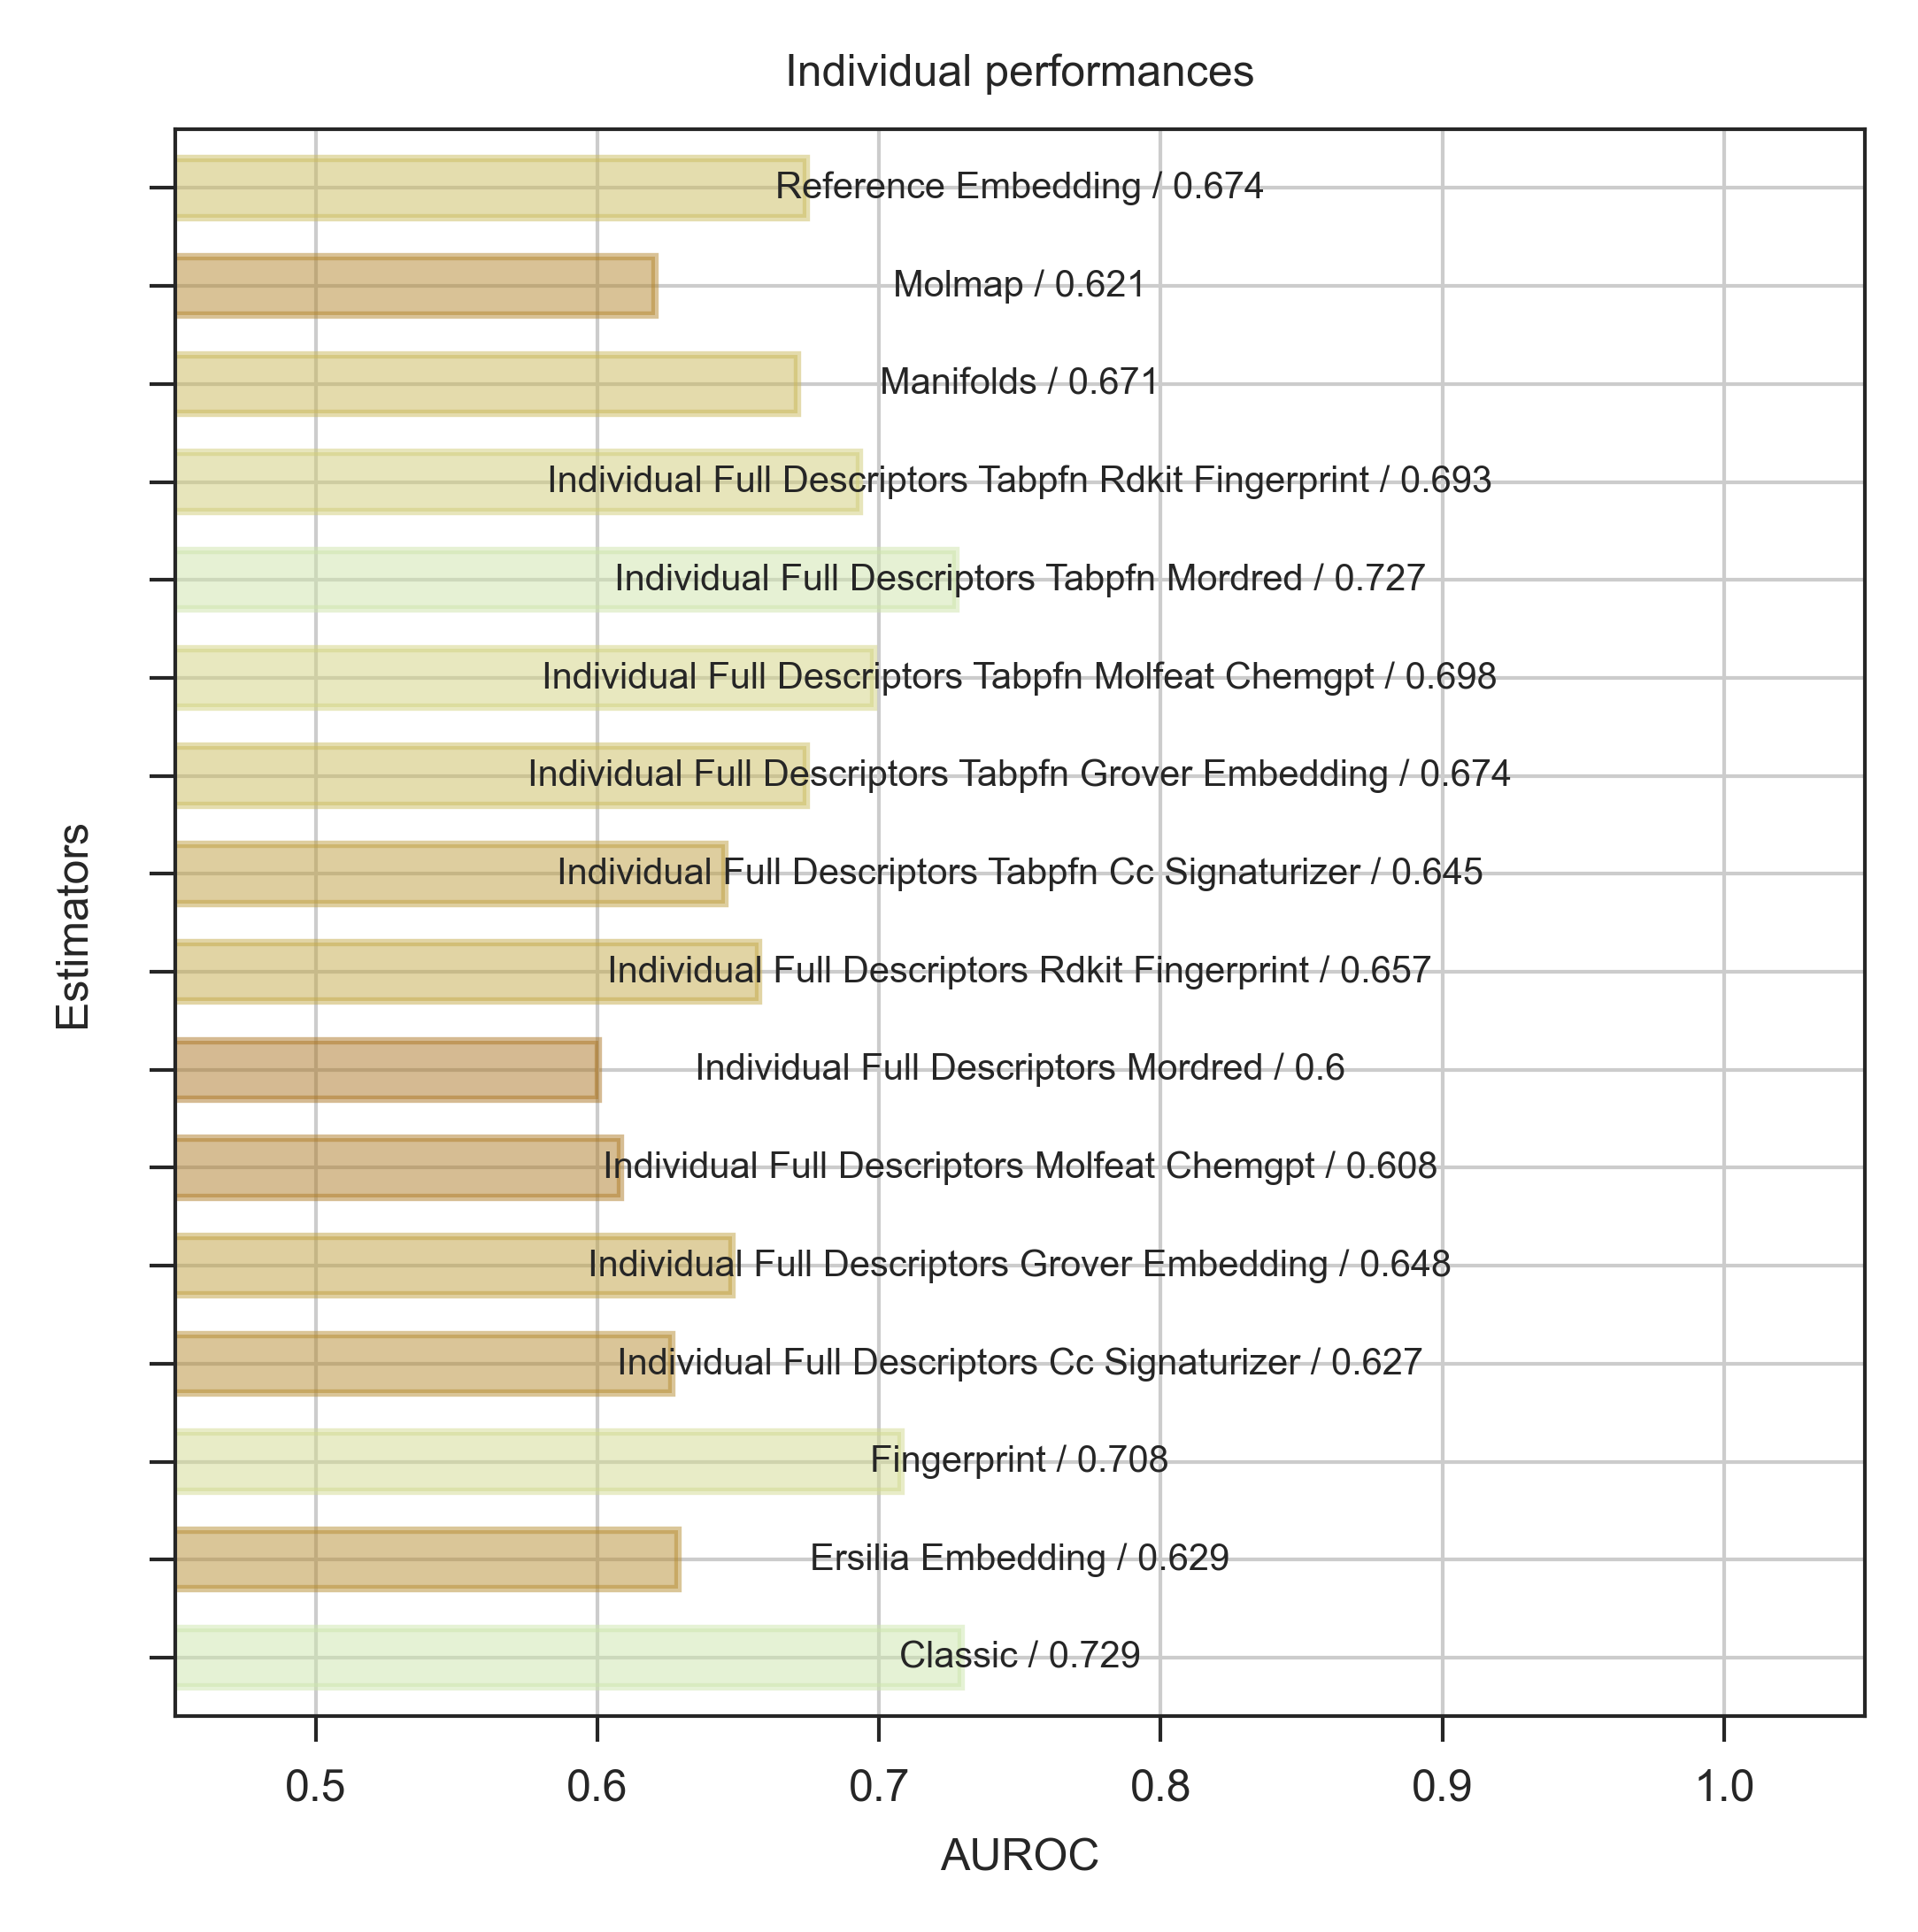 Individual performances
Reference Embedding / 0.674
Molmap / 0.621
Manifolds / 0.671
Individual Full Descriptors Tabpfn Rdkit Fingerprint / 0.693
Individual Full Descriptors Tabpfn Mordred / 0.727
Individual Full Descriptors Tabpfn Molfeat Chemgpt / 0.698
Individual Full Descriptors Tabpfn Grover Embedding / 0.674
Individual Full Descriptors Tabpfn Cc Signaturizer / 0.645
Individual Full Descriptors Rdkit Fingerprint / 0.657
Individual Full Descriptors Mordred / 0.6
Individual Full Descriptors Molfeat Chemgpt / 0.608
Individual Full Descriptors Grover Embedding / 0.648
Individual Full Descriptors Cc Signaturizer / 0.627
Fingerprint / 0.708
Ersilia Embedding / 0.629
Classic / 0.729
Estimators
0.5 0.6 0.7 0.8 0.9 1.0
AUROC